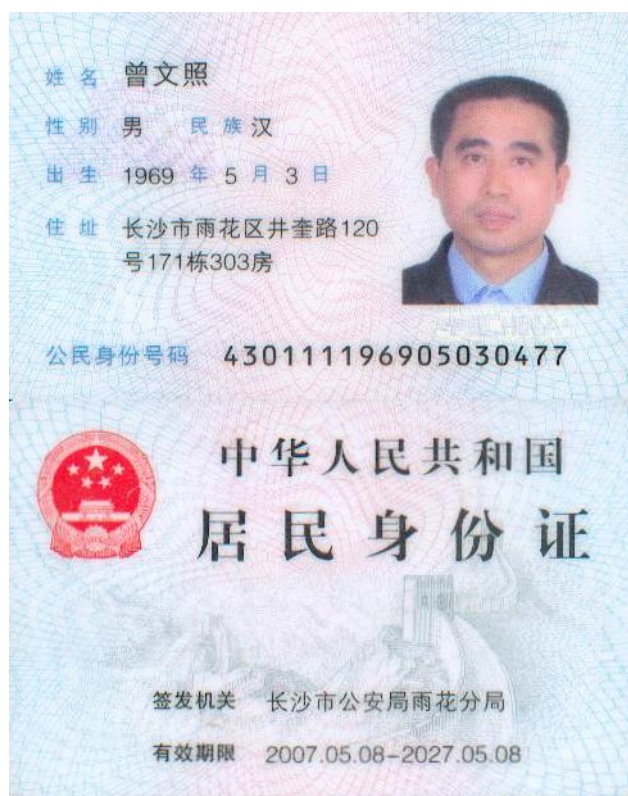 姓名 曾文照
性别 男 民族 汉
出生 1969 年 5 月 3 日
住址 长沙市雨花区井奎路120
号171栋303房
公民身份号码 430111196905030477
中华人民共和国
居民身份证
签发机关 长沙市公安局雨花分局
有效期限 2007.05.08-2027.05.08